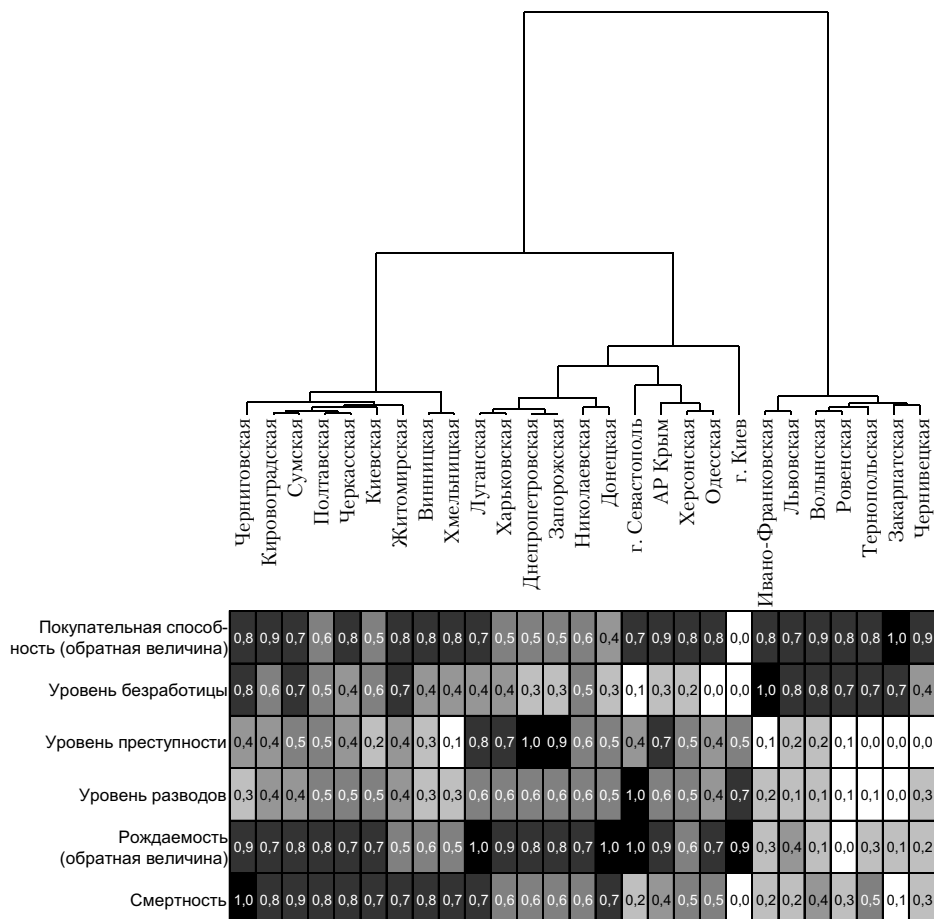 Черниговская
Кировоградская
Сумская
Полтавская
Черкасская
Киевская
Житомирская
Винницкая
Хмельницкая
Луганская
Харьковская
Днепропетровская
Запорожская
Николаевская
Донецкая
г. Севастополь
АР Крым
Херсонская
Одесская
г. Киев
Ивано-Франковская
Львовская
Волынская
Ровенская
Тернопольская
Закарпатская
Чернивецкая
Покупательная способ-
ность (обратная величина)
0,8 0,9 0,7 0,6 0,8 0,5 0,8 0,8 0,8 0,7 0,5 0,5 0,5 0,6 0,4 0,7 0,9 0,8 0,8 0,0 0,8 0,7 0,9 0,8 0,8 1,0 0,9
Уровень безработицы
0,8 0,6 0,7 0,5 0,4 0,6 0,7 0,4 0,4 0,4 0,4 0,3 0,3 0,5 0,3 0,1 0,3 0,2 0,0 0,0 1,0 0,8 0,8 0,7 0,7 0,7 0,4
Уровень преступности
0,4 0,4 0,5 0,5 0,4 0,2 0,4 0,3 0,1 0,8 0,7 1,0 0,9 0,6 0,5 0,4 0,7 0,5 0,4 0,5 0,1 0,2 0,2 0,1 0,0 0,0 0,0
Уровень разводов
0,3 0,4 0,4 0,5 0,5 0,5 0,4 0,3 0,3 0,6 0,6 0,6 0,6 0,6 0,5 1,0 0,6 0,5 0,4 0,7 0,2 0,1 0,1 0,1 0,1 0,0 0,3
Рождаемость
(обратная величина)
0,9 0,7 0,8 0,8 0,7 0,7 0,5 0,6 0,5 1,0 0,9 0,8 0,8 0,7 1,0 1,0 0,9 0,6 0,7 0,9 0,3 0,4 0,1 0,0 0,3 0,1 0,2
Смертность
1,0 0,8 0,9 0,8 0,8 0,7 0,7 0,8 0,7 0,7 0,6 0,6 0,6 0,6 0,7 0,2 0,4 0,5 0,5 0,0 0,2 0,2 0,4 0,3 0,5 0,1 0,3